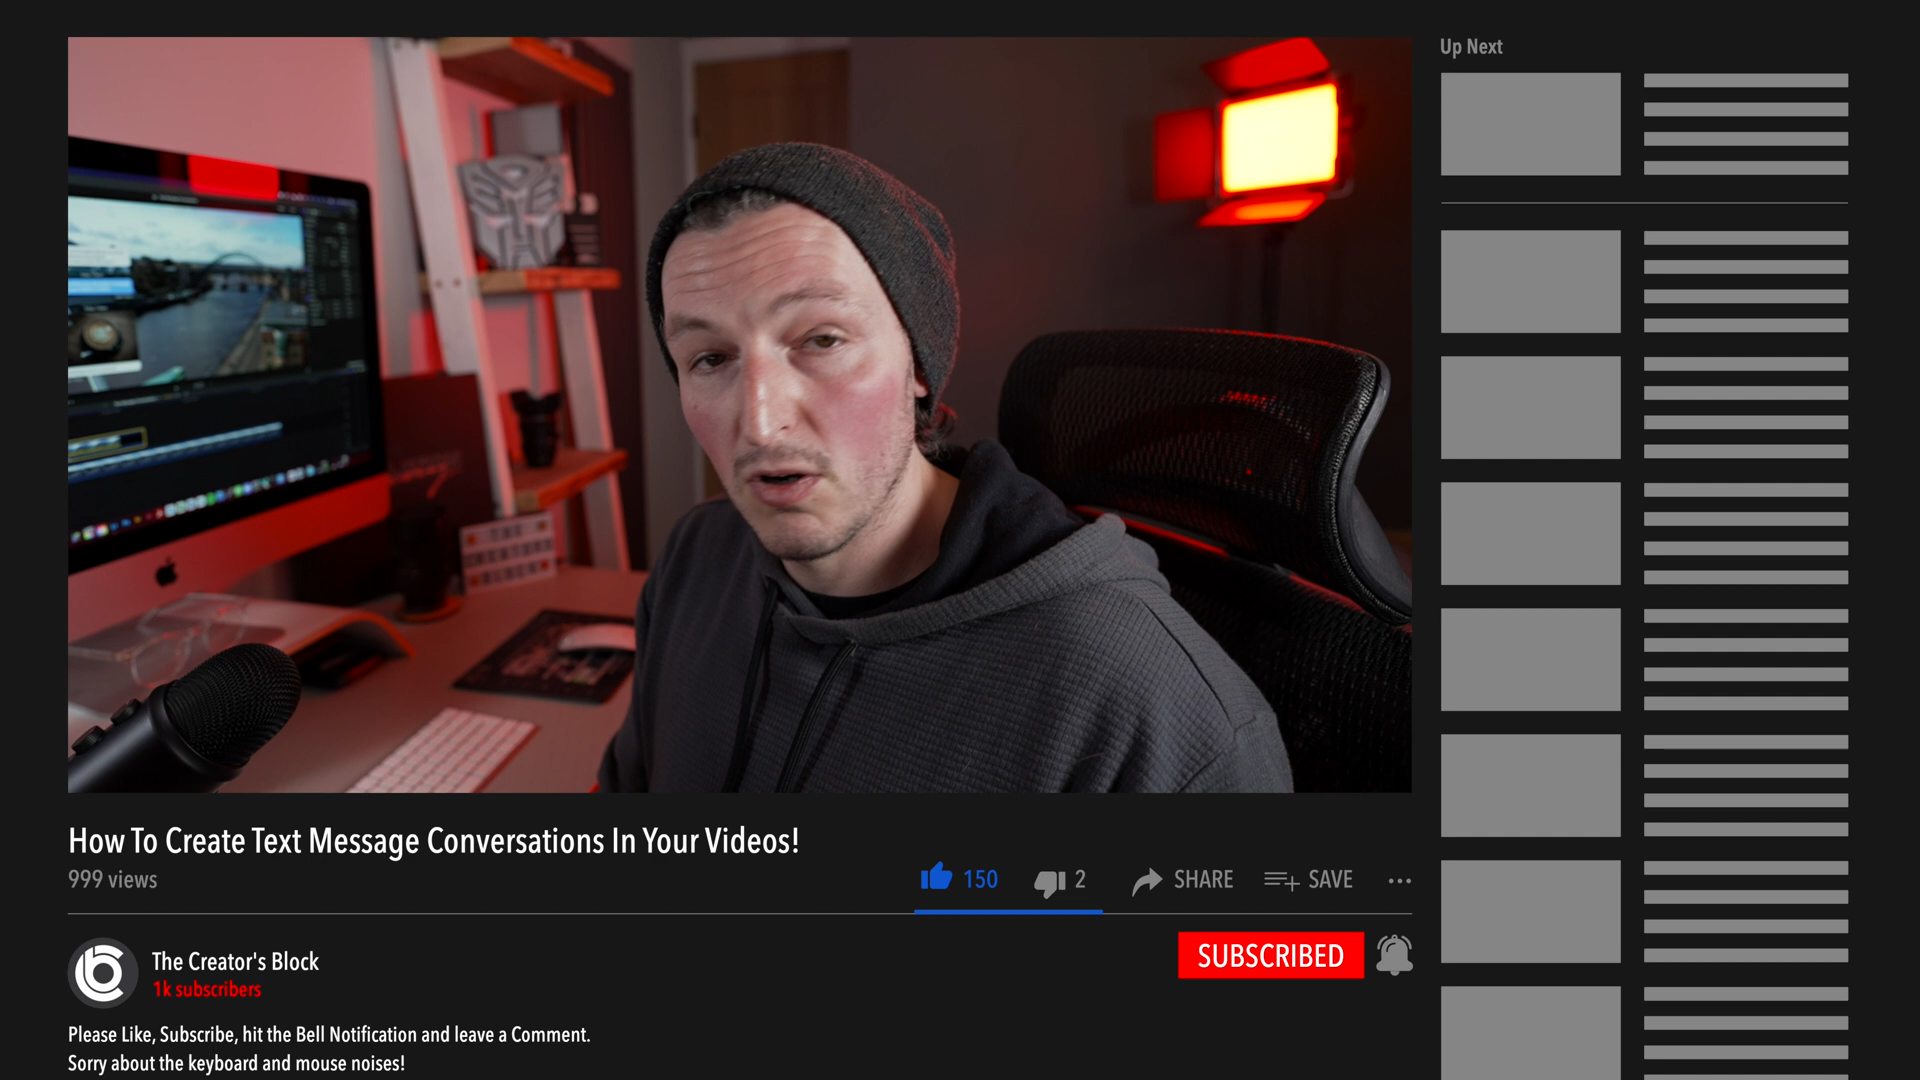 Up Next
How To Create Text Message Conversations In Your Videos!
999 views
150
2
SHARE
SAVE
The Creator's Block
1k subscribers
SUBSCRIBED
Please Like, Subscribe, hit the Bell Notification and leave a Comment.
Sorry about the keyboard and mouse noises!